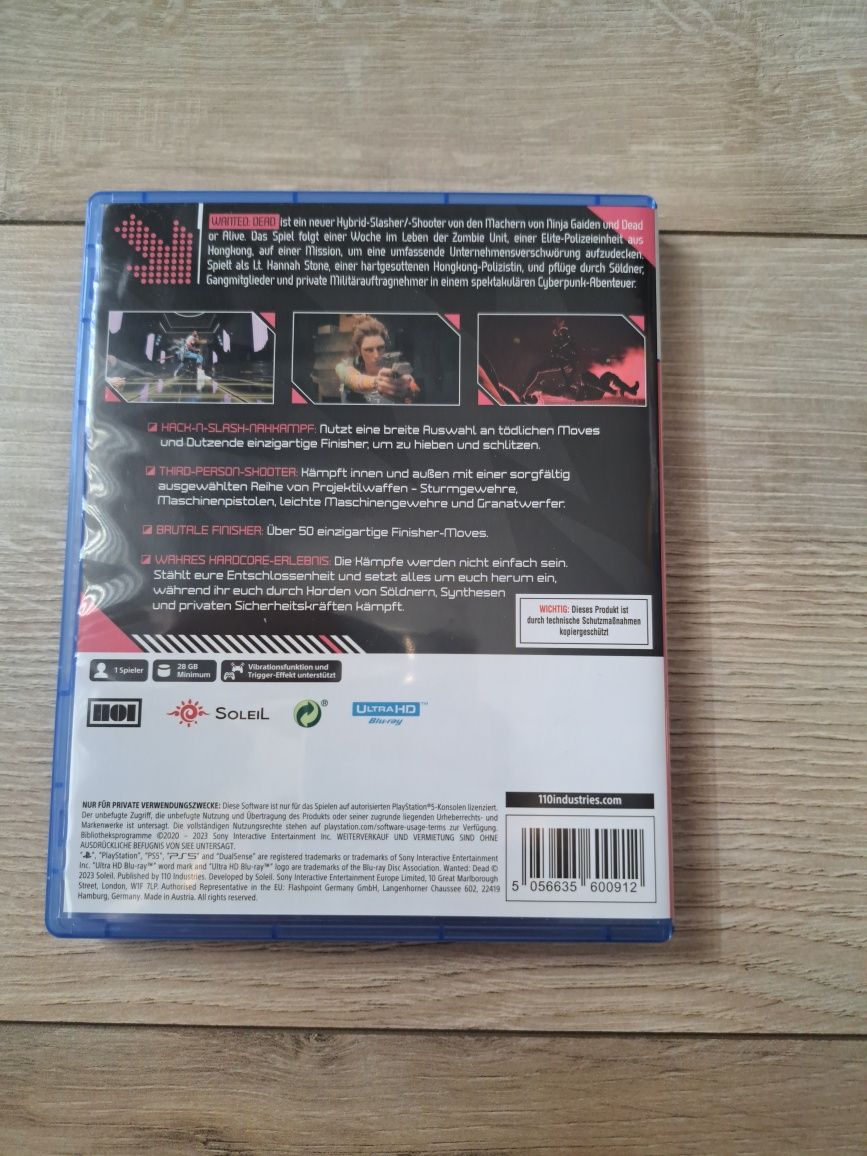 WANTED: DEAD ist ein neuer Hybrid-Slasher/-Shooter von den Machern von Ninja Gaiden und Dead
or Alive. Das Spiel folgt einer Woche im Leben der Zombie Unit, einer Elite-Polizeieinheit aus
Hongkong, auf einer Mission, um eine umfassende Unternehmensverschwörung aufzudecken.
Spielt als Lt. Hannah Stone, einer hartgesottenen Hongkong-Polizistin, und pflüge durch Söldner,
Gangmitglieder und private Militärauftragnehmer in einem spektakulären Cyberpunk-Abenteuer.
HACK-N-SLASH-NAHKAMPF: Nutzt eine breite Auswahl an tödlichen Moves
und Dutzende einzigartige Finisher, um zu hieben und schlitzen.
THIRD-PERSON-SHOOTER: Kämpft innen und außen mit einer sorgfältig
ausgewählten Reihe von Projektilwaffen – Sturmgewehre,
Maschinenpistolen, leichte Maschinengewehre und Granatwerfer.
BRUTALE FINISHER: Über 50 einzigartige Finisher-Moves.
WAHRES HARDCORE-ERLEBNIS: Die Kämpfe werden nicht einfach sein.
Stählt eure Entschlossenheit und setzt alles um euch herum ein,
während ihr euch durch Horden von Söldnern, Synthesen
und privaten Sicherheitskräften kämpft.
WICHTIG: Dieses Produkt ist
durch technische Schutzmaßnahmen
kopiergeschützt
1 Spieler
28 GB
Minimum
Vibrationsfunktion und
Trigger-Effekt unterstützt
110I
SOLEIL
®
ULTRA HD™
Blu-ray
110industries.com
NUR FÜR PRIVATE VERWENDUNGSZWECKE: Diese Software ist nur für das Spielen auf autorisierten PlayStation®5-Konsolen lizenziert.
Der unbefugte Zugriff, die unbefugte Nutzung und Übertragung des Produkts oder seiner zugrunde liegenden Urheberrechts- und
Markenwerke ist untersagt. Die vollständigen Nutzungsrechte stehen auf playstation.com/software-usage-terms zur Verfügung.
Bibliotheksprogramme ©2020 - 2023 Sony Interactive Entertainment Inc. WEITERVERKAUF UND VERMIETUNG SIND OHNE
AUSDRÜCKLICHE BEFUGNIS VON SIEE UNTERSAGT.
" ", "PlayStation", "PS5", "PS5" and "DualSense" are registered trademarks or trademarks of Sony Interactive Entertainment
Inc. "Ultra HD Blu-ray™" word mark and "Ultra HD Blu-ray™" logo are trademarks of the Blu-ray Disc Association. Wanted: Dead ©
2023 Soleil. Published by 110 Industries. Developed by Soleil. Sony Interactive Entertainment Europe Limited, 10 Great Marlborough
Street, London, W1F 7LP. Authorised Representative in the EU: Flashpoint Germany GmbH, Langenhorner Chaussee 602, 22419
Hamburg, Germany. Made in Austria. All rights reserved.
5 056635 600912